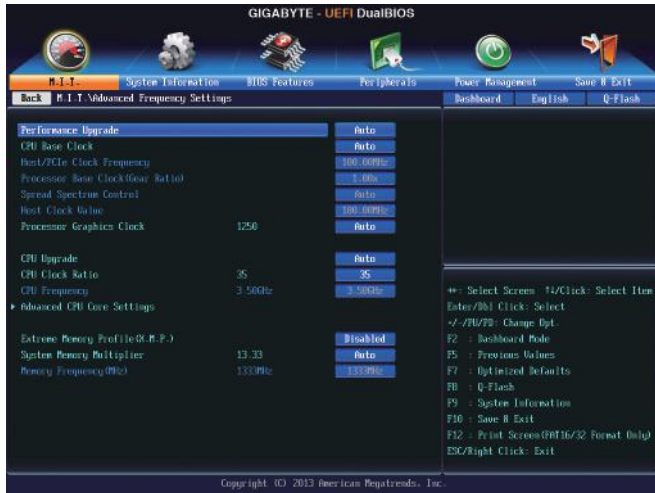 GIGABYTE - UEFI DualBIOS
M.I.T. System Information BIOS Features Peripherals Power Management Save & Exit
Back M.I.T.\Advanced Frequency Settings Dashboard English Q-Flash
Performance Upgrade Auto
CPU Base Clock Auto
Host/PCIe Clock Frequency 100.00MHz
Processor Base Clock(Gear Ratio) 1.00x
Spread Spectrum Control Auto
Host Clock Value 100.00MHz
Processor Graphics Clock 1250 Auto
CPU Upgrade Auto
CPU Clock Ratio 35 35
CPU Frequency 3.50GHz 3.50GHz
Advanced CPU Core Settings
Extreme Memory Profile(X.M.P.) Disabled
System Memory Multiplier 13.33 Auto
Memory Frequency(MHz) 1333MHz 1333MHz
↔: Select Screen ↑↓/Click: Select Item
Enter/Dbl Click: Select
+/-/PU/PD: Change Opt.
F2 : Dashboard Mode
F5 : Previous Values
F7 : Optimized Defaults
F8 : Q-Flash
F9 : System Information
F10 : Save & Exit
F12 : Print Screen(FAT16/32 Format Only)
ESC/Right Click: Exit
Copyright (C) 2013 American Megatrends, Inc.